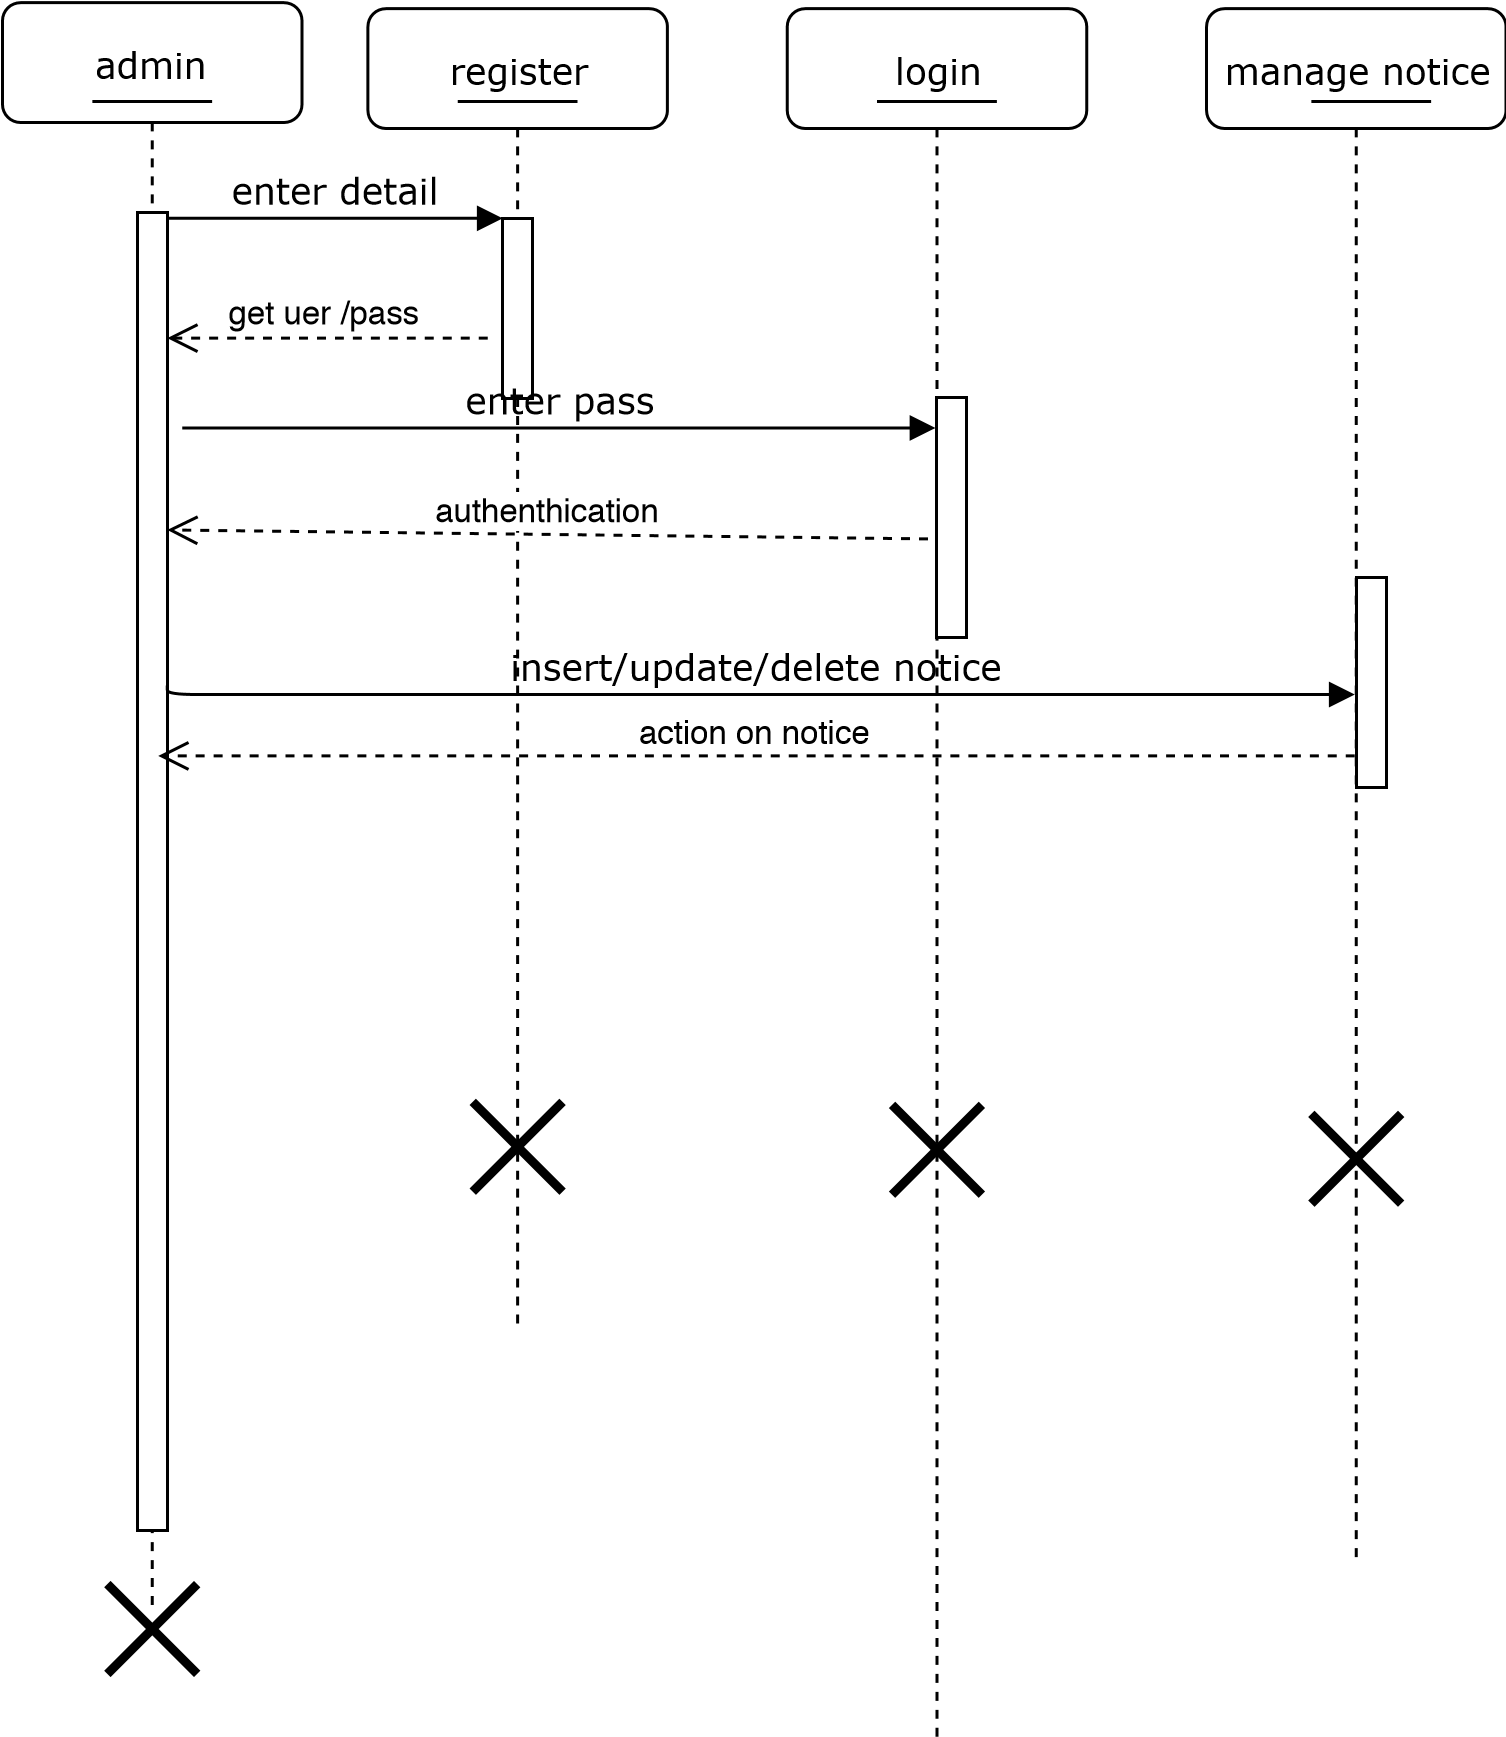 admin
register
login
manage notice
enter detail
get uer /pass
enter pass
authenthication
insert/update/delete notice
action on notice